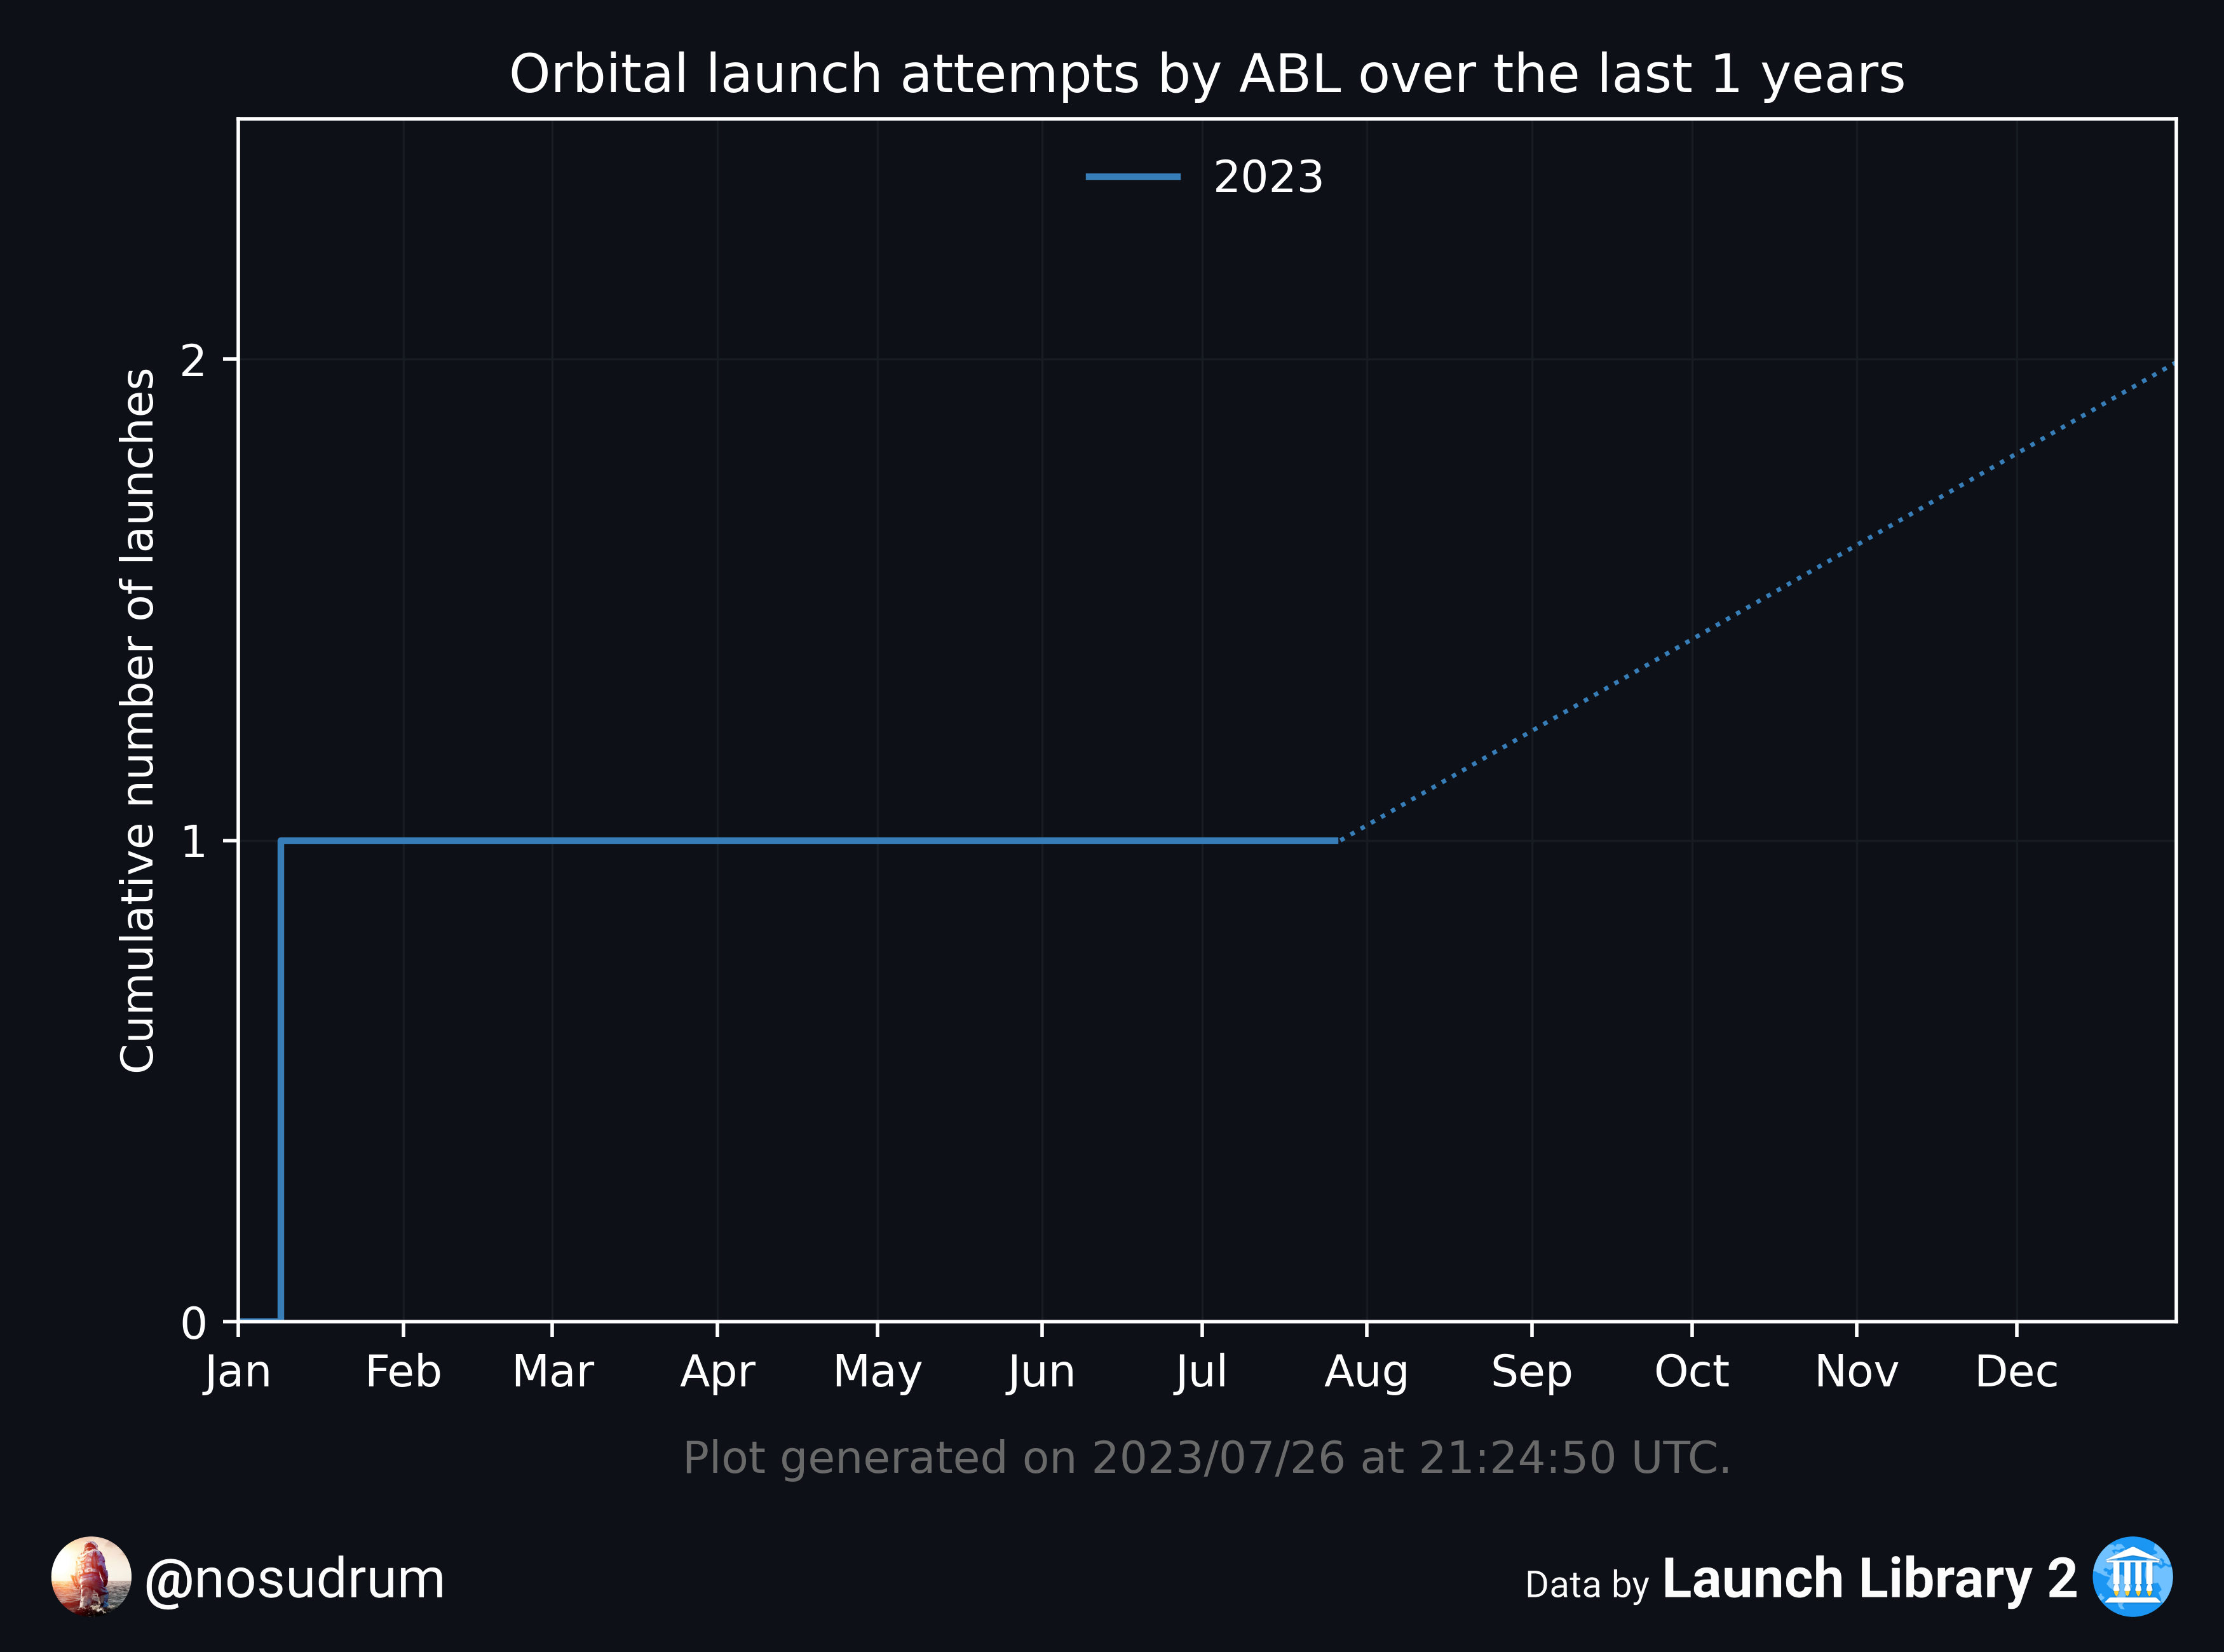 Orbital launch attempts by ABL over the last 1 years
2023
Cumulative number of launches
2
1
0
Jan Feb Mar Apr May Jun Jul Aug Sep Oct Nov Dec
Plot generated on 2023/07/26 at 21:24:50 UTC.
@nosudrum
Data by Launch Library 2